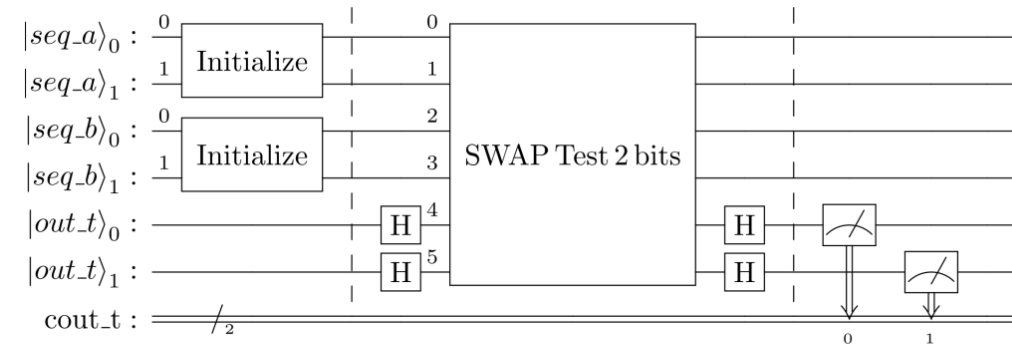 |seq_a⟩₀ : 0 Initialize 0
|seq_a⟩₁ : 1 1
|seq_b⟩₀ : 0 Initialize 2
|seq_b⟩₁ : 1 3 SWAP Test 2 bits
|out_t⟩₀ : H 4 H
|out_t⟩₁ : H 5 H
cout_t : 2 0 1